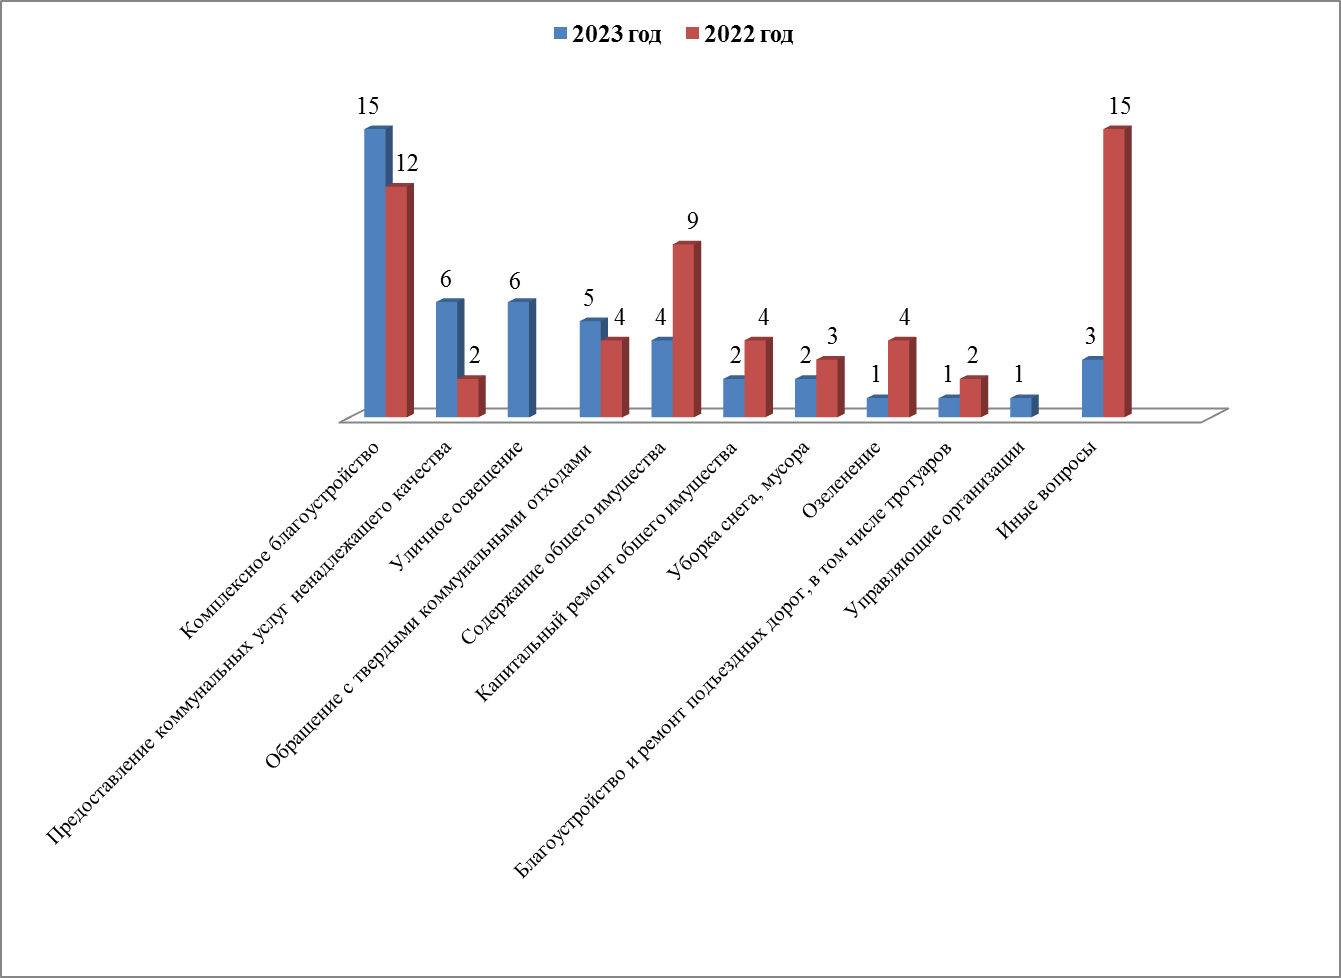 2023 год 2022 год
15
12
6
2
6
5
4
4
9
2
4
2
3
1
4
1
2
1
3
15
Комплексное благоустройство
Предоставление коммунальных услуг ненадлежащего качества
Уличное освещение
Обращение с твердыми коммунальными отходами
Содержание общего имущества
Капитальный ремонт общего имущества
Уборка снега, мусора
Озеленение
Благоустройство и ремонт подъездных дорог, в том числе тротуаров
Управляющие организации
Иные вопросы